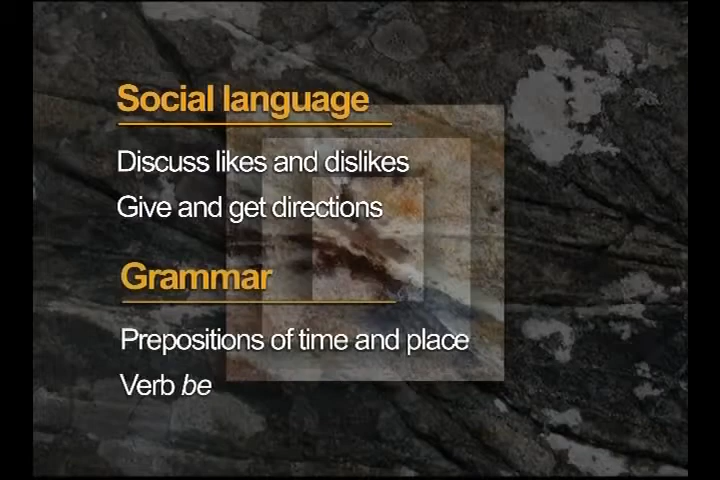 Social language
Discuss likes and dislikes
Give and get directions
Grammar
Prepositions of time and place
Verb be